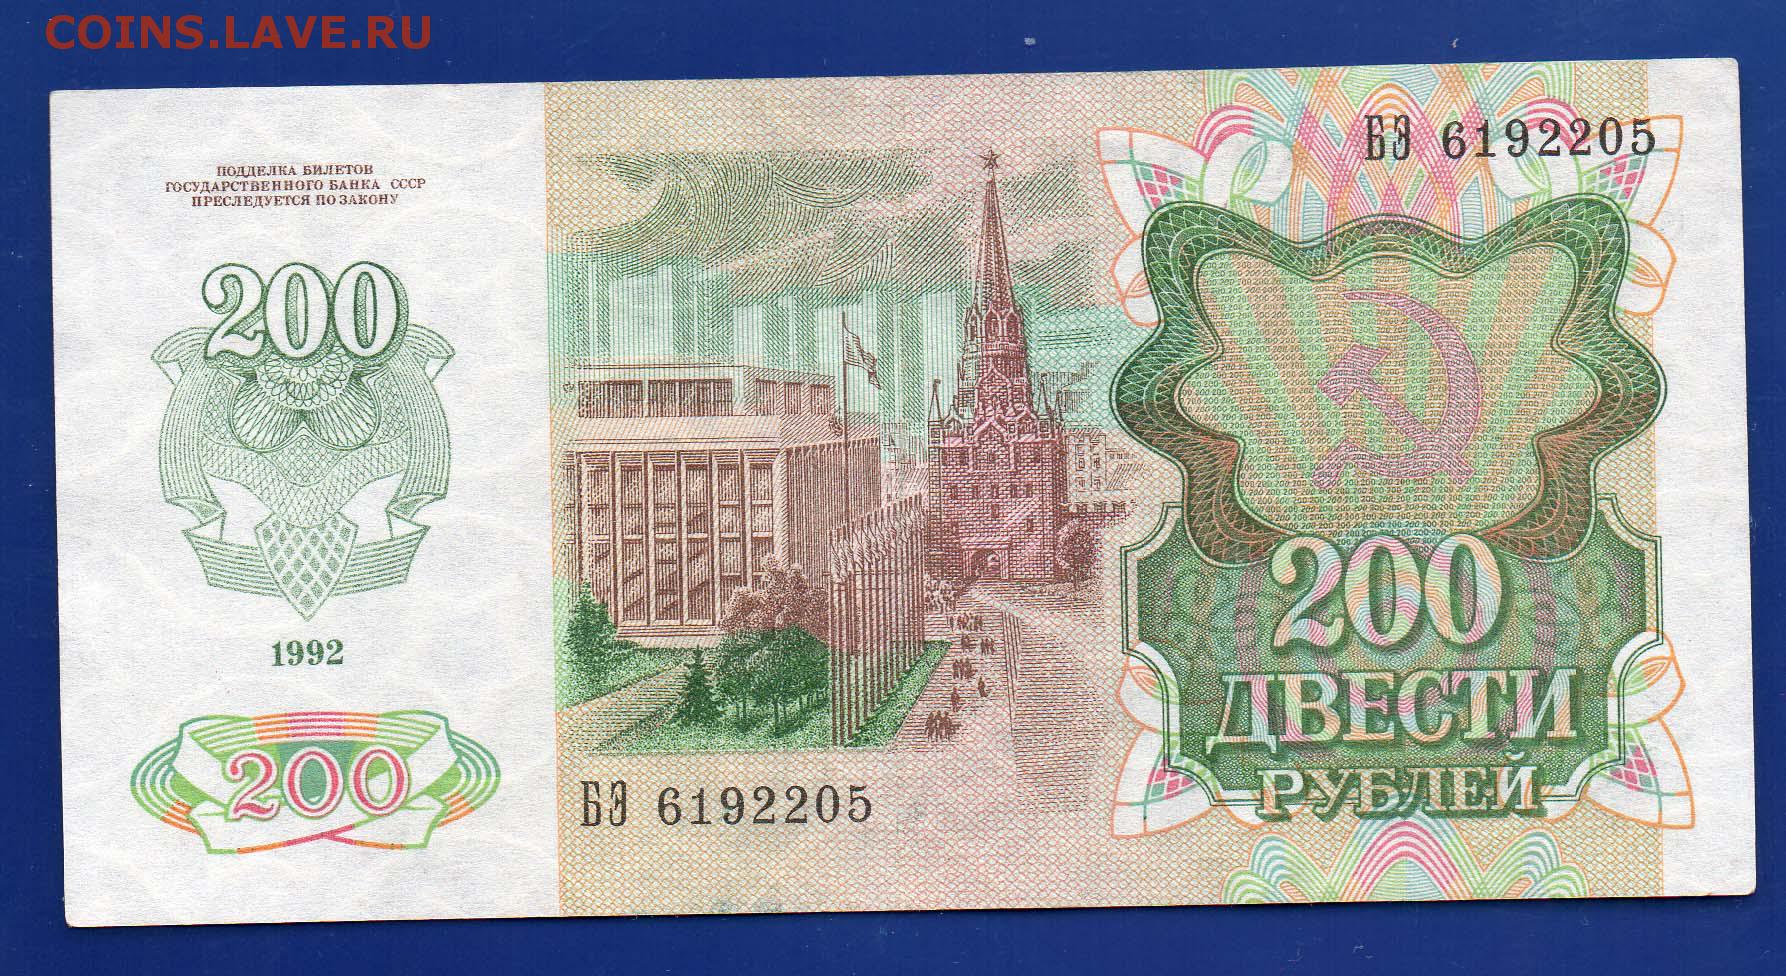 COINS.LAVE.RU
БЭ 6192205
ПОДДЕЛКА БИЛЕТОВ
ГОСУДАРСТВЕННОГО БАНКА СССР
ПРЕСЛЕДУЕТСЯ ПО ЗАКОНУ
200
1992
200
БЭ 6192205
200
ДВЕСТИ
РУБЛЕЙ